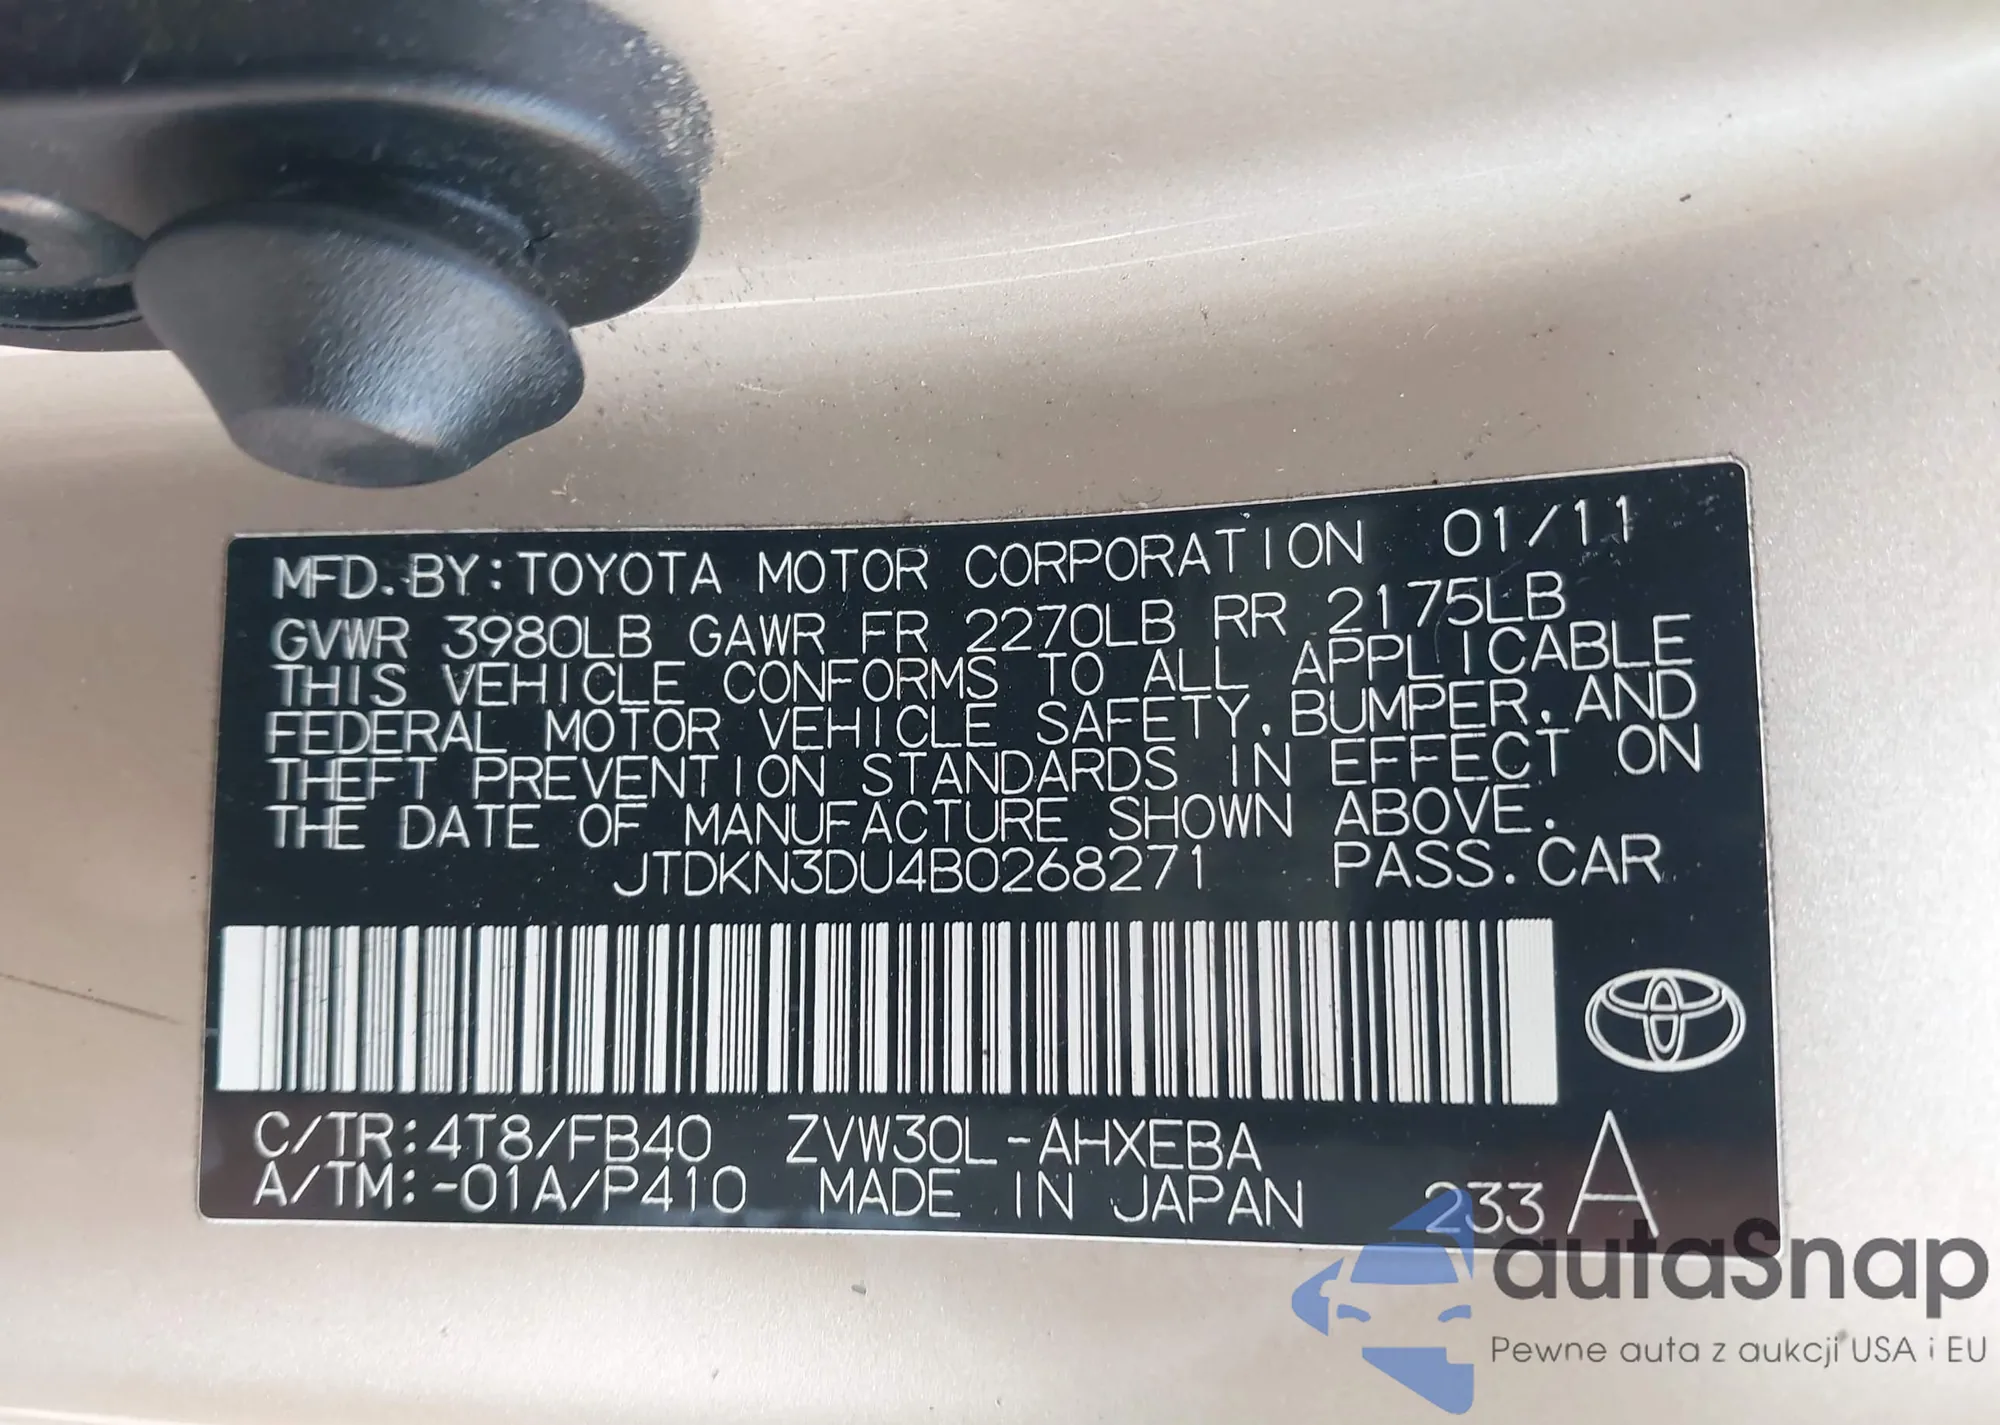 MFD. BY: TOYOTA MOTOR CORPORATION 01/11
GVWR 3980LB GAWR FR 2270LB RR 2175LB
THIS VEHICLE CONFORMS TO ALL APPLICABLE
FEDERAL MOTOR VEHICLE SAFETY, BUMPER, AND
THEFT PREVENTION STANDARDS IN EFFECT ON
THE DATE OF MANUFACTURE SHOWN ABOVE.
JTDKN3DU4B0268271 PASS. CAR
C/TR: 4T8/FB40 ZVW30L-AHXEBA
A/TM: -01A/P410 MADE IN JAPAN 233 A
autaSnap
Pewne auta z aukcji USA i EU